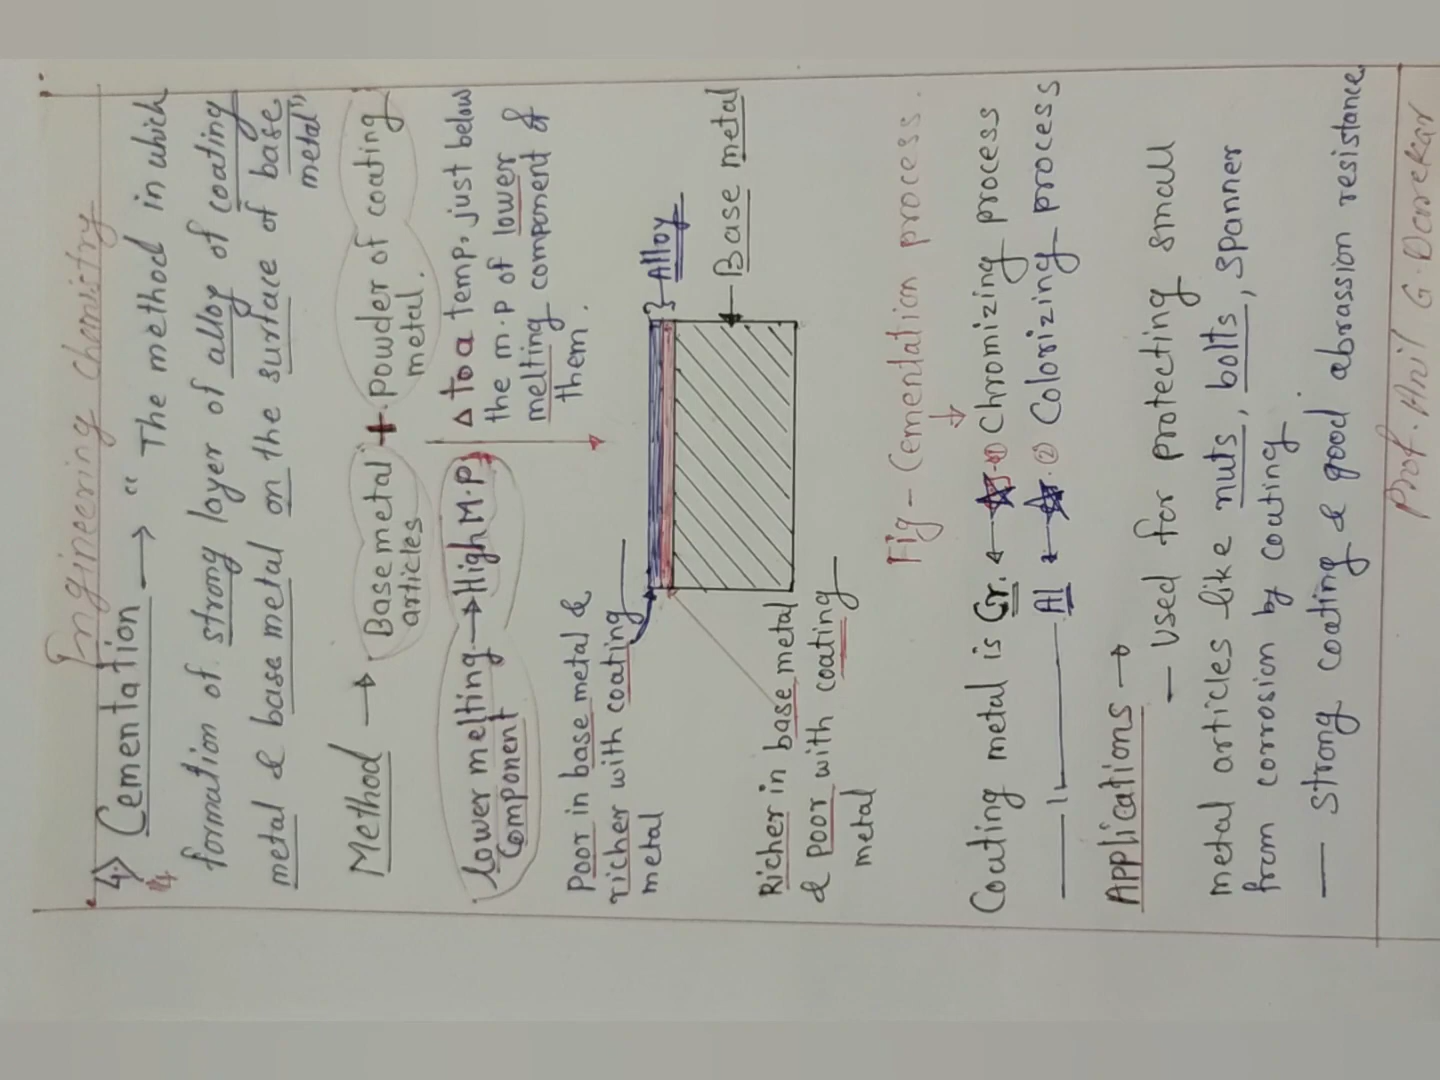 Engineering chemistry
4) Cementation → " The method in which
formation of strong layer of alloy of coating
metal & base metal on the surface of base
metal"
Method → Base metal + powder of coating
articles metal.
lower melting → High M.P Δ to a temp. just below
component the m.p of lower
melting component of
them.
Poor in base metal &
richer with coating
metal
} Alloy
Base metal
Richer in base metal
& poor with coating
metal
Fig - Cementation process.
Coating metal is Cr. ① Chromizing process
— 11 — Al ② Colorizing process
Applications →
— used for protecting small
metal articles like nuts, bolts, spanner
from corrosion by coating.
— strong coating & good abrassion resistance
Prof. Anil G. Darekar